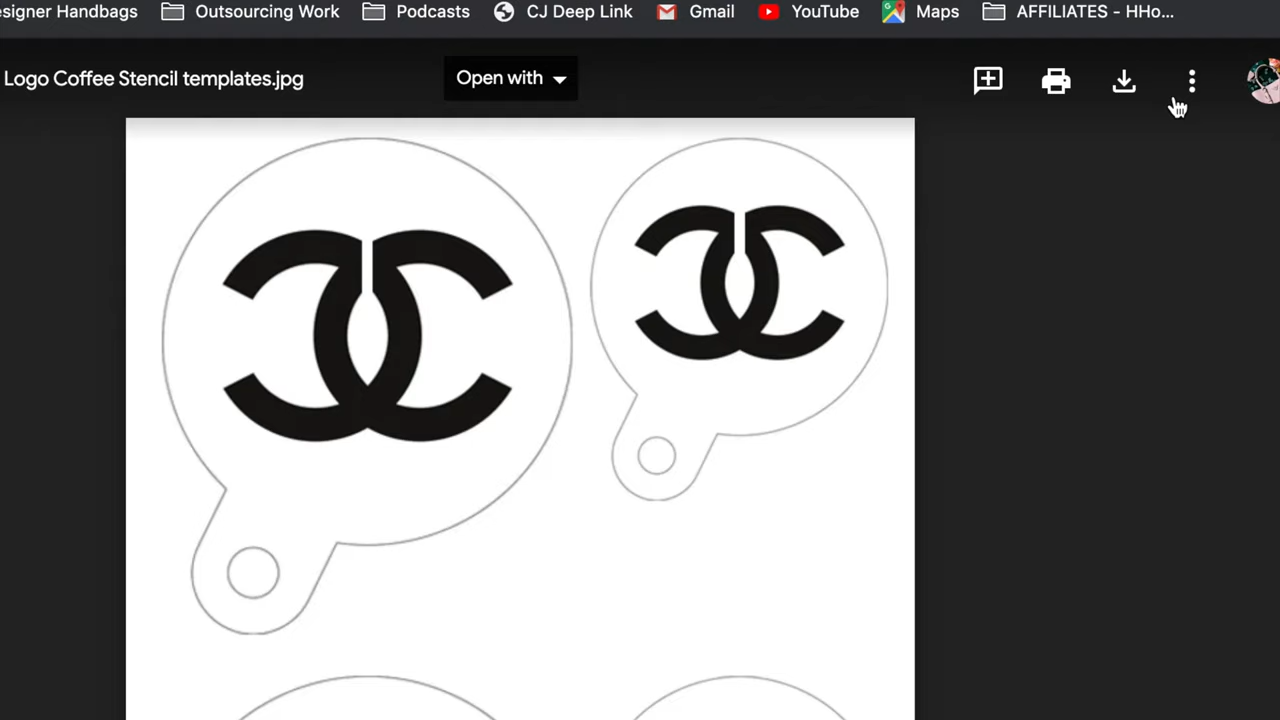 esigner Handbags Outsourcing Work Podcasts CJ Deep Link Gmail YouTube Maps AFFILIATES - HHo...
Logo Coffee Stencil templates.jpg Open with